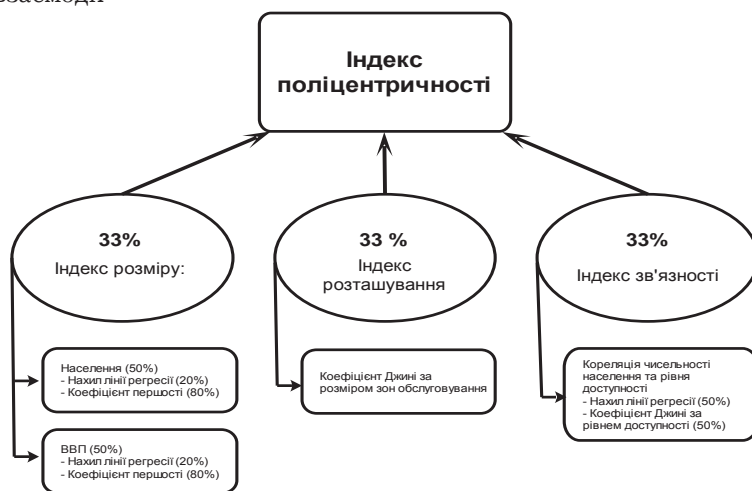 Індекс
поліцентричності
33%
Індекс розміру:
33 %
Індекс
розташування
33%
Індекс зв'язності
Населення (50%)
- Нахил лінії регресії (20%)
- Коефіцієнт першості (80%)
ВВП (50%)
- Нахил лінії регресії (20%)
- Коефіцієнт першості (80%)
Коефіцієнт Джині за
розміром зон обслуговування
Кореляція чисельності
населення та рівня
доступності
- Нахил лінії регресії (50%)
- Коефіцієнт Джині за
рівнем доступності (50%)